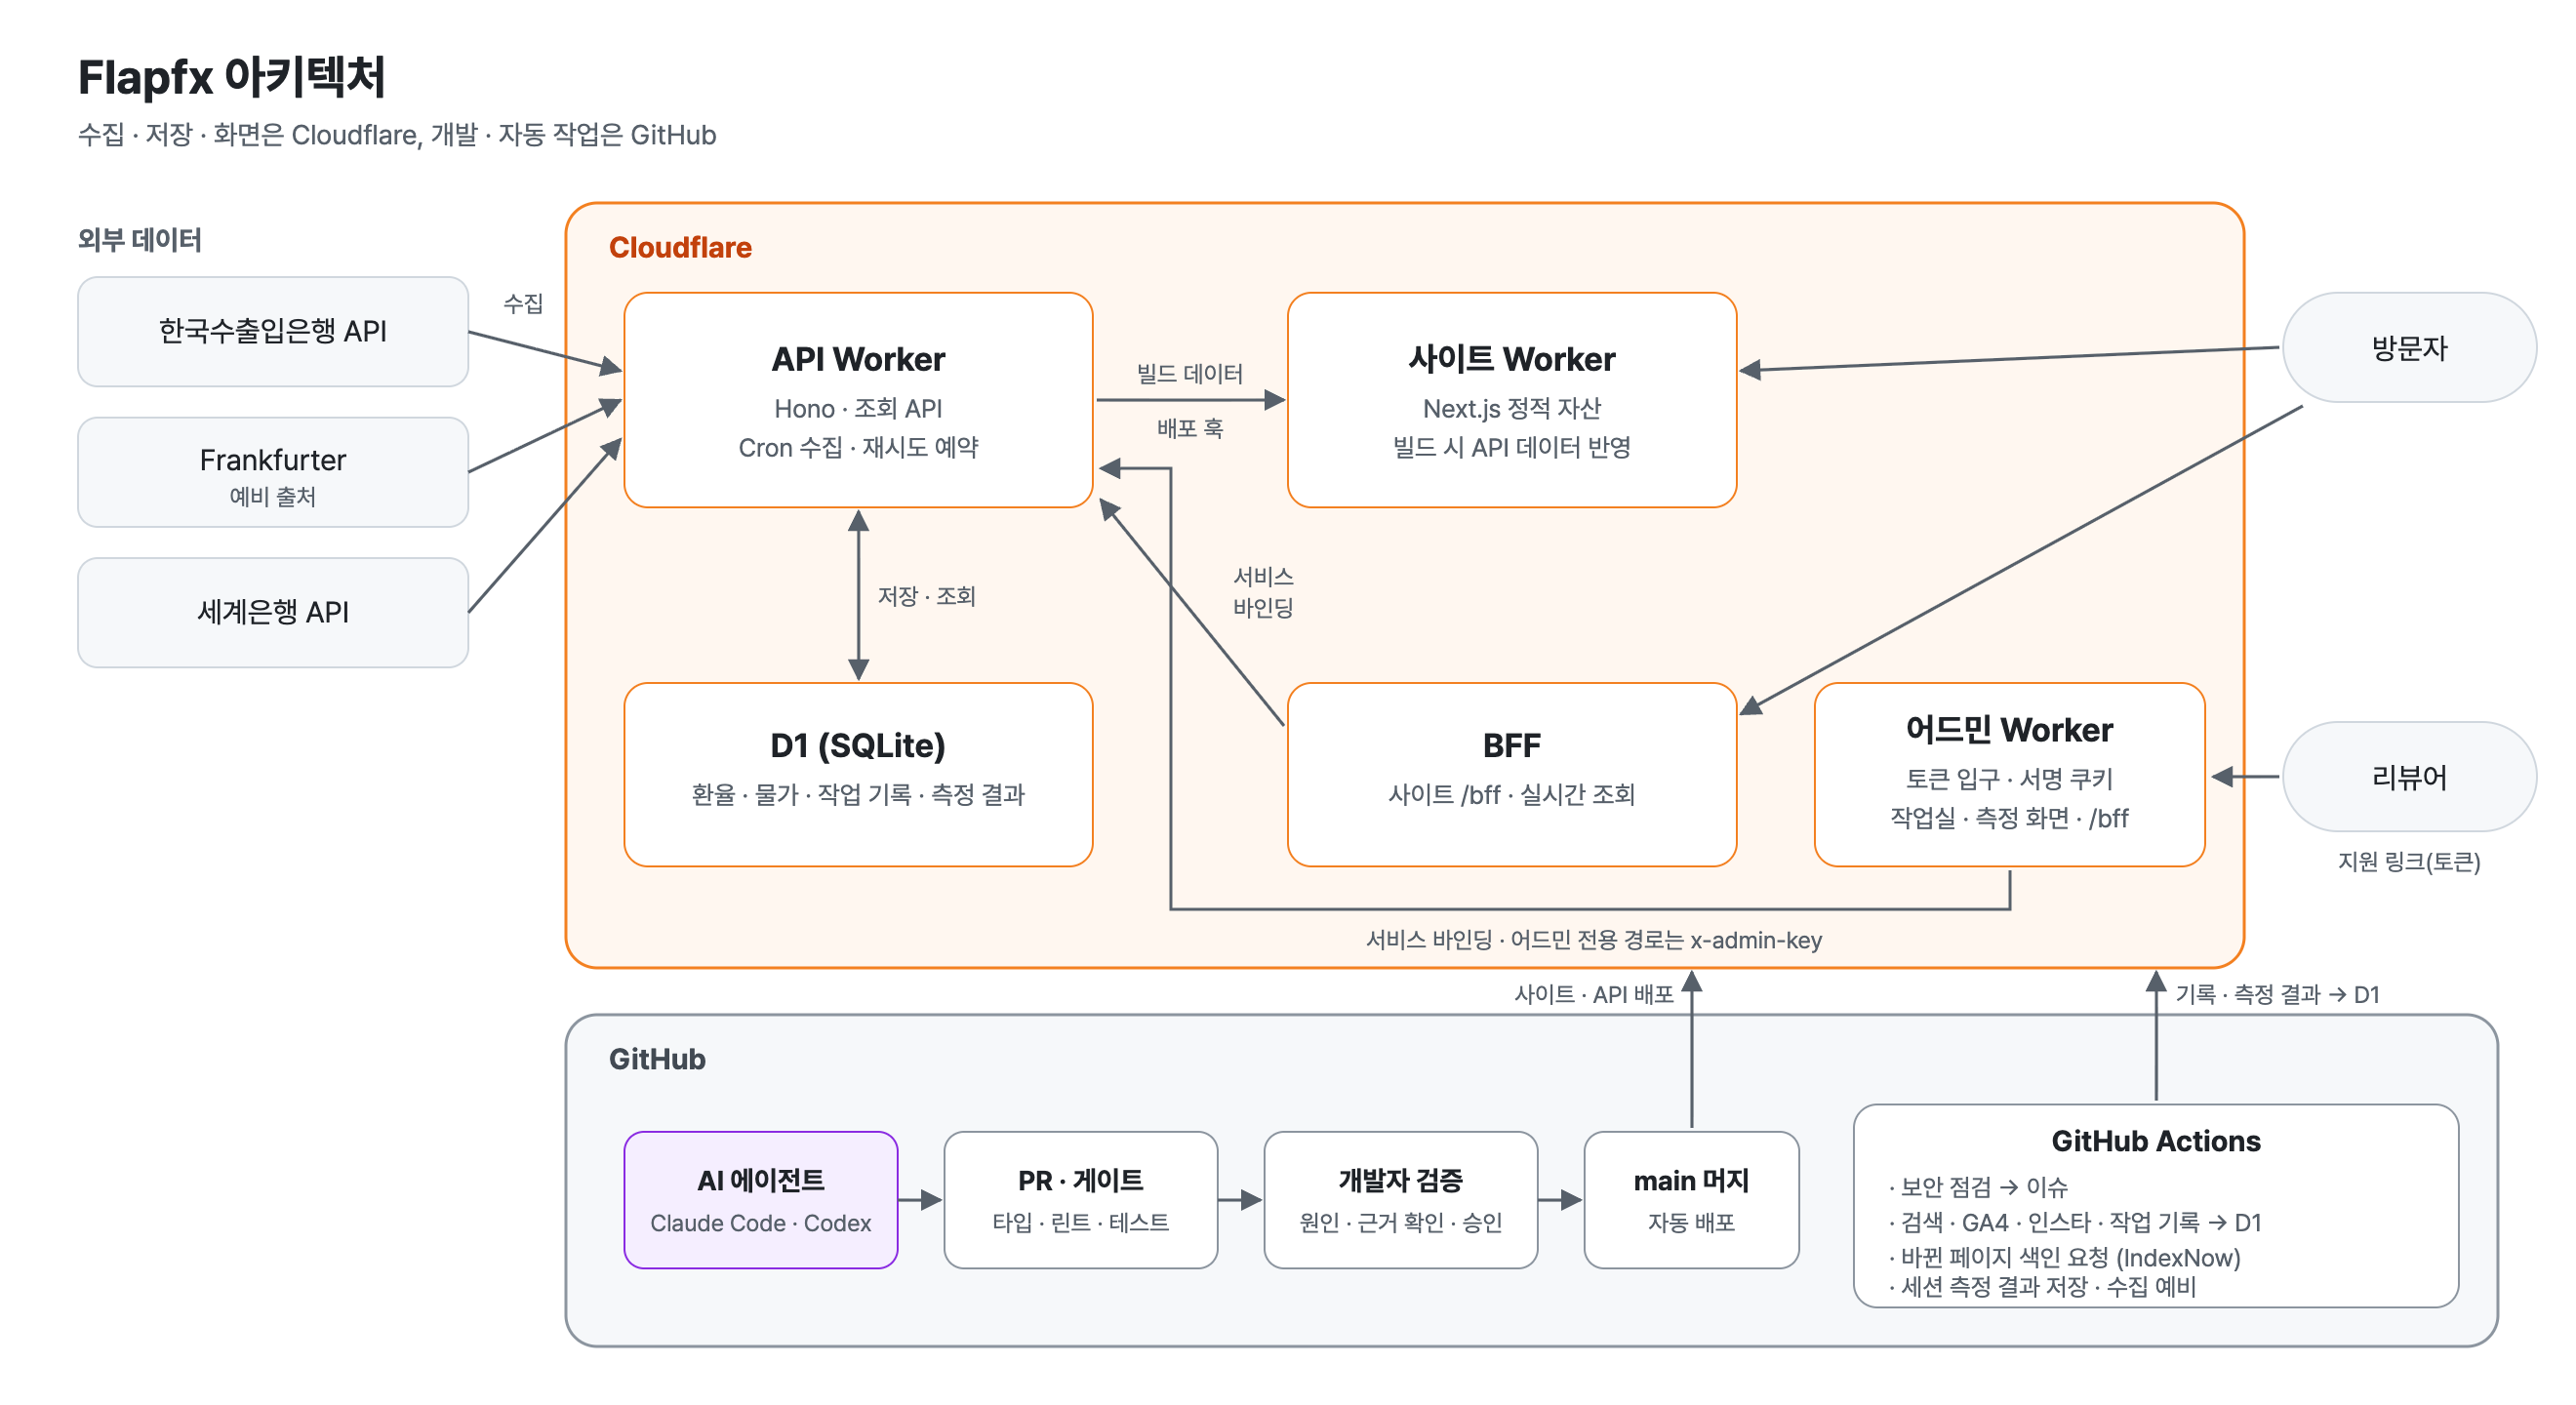 Flapfx 아키텍처
수집 · 저장 · 화면은 Cloudflare, 개발 · 자동 작업은 GitHub
외부 데이터
한국수출입은행 API
Frankfurter
예비 출처
세계은행 API
수집
Cloudflare
API Worker
Hono · 조회 API
Cron 수집 · 재시도 예약
빌드 데이터
배포 훅
사이트 Worker
Next.js 정적 자산
빌드 시 API 데이터 반영
방문자
저장 · 조회
서비스
바인딩
D1 (SQLite)
환율 · 물가 · 작업 기록 · 측정 결과
BFF
사이트 /bff · 실시간 조회
어드민 Worker
토큰 입구 · 서명 쿠키
작업실 · 측정 화면 · /bff
리뷰어
지원 링크(토큰)
서비스 바인딩 · 어드민 전용 경로는 x-admin-key
사이트 · API 배포
기록 · 측정 결과 → D1
GitHub
AI 에이전트
Claude Code · Codex
PR · 게이트
타입 · 린트 · 테스트
개발자 검증
원인 · 근거 확인 · 승인
main 머지
자동 배포
GitHub Actions
· 보안 점검 → 이슈
· 검색 · GA4 · 인스타 · 작업 기록 → D1
· 바뀐 페이지 색인 요청 (IndexNow)
· 세션 측정 결과 저장 · 수집 예비